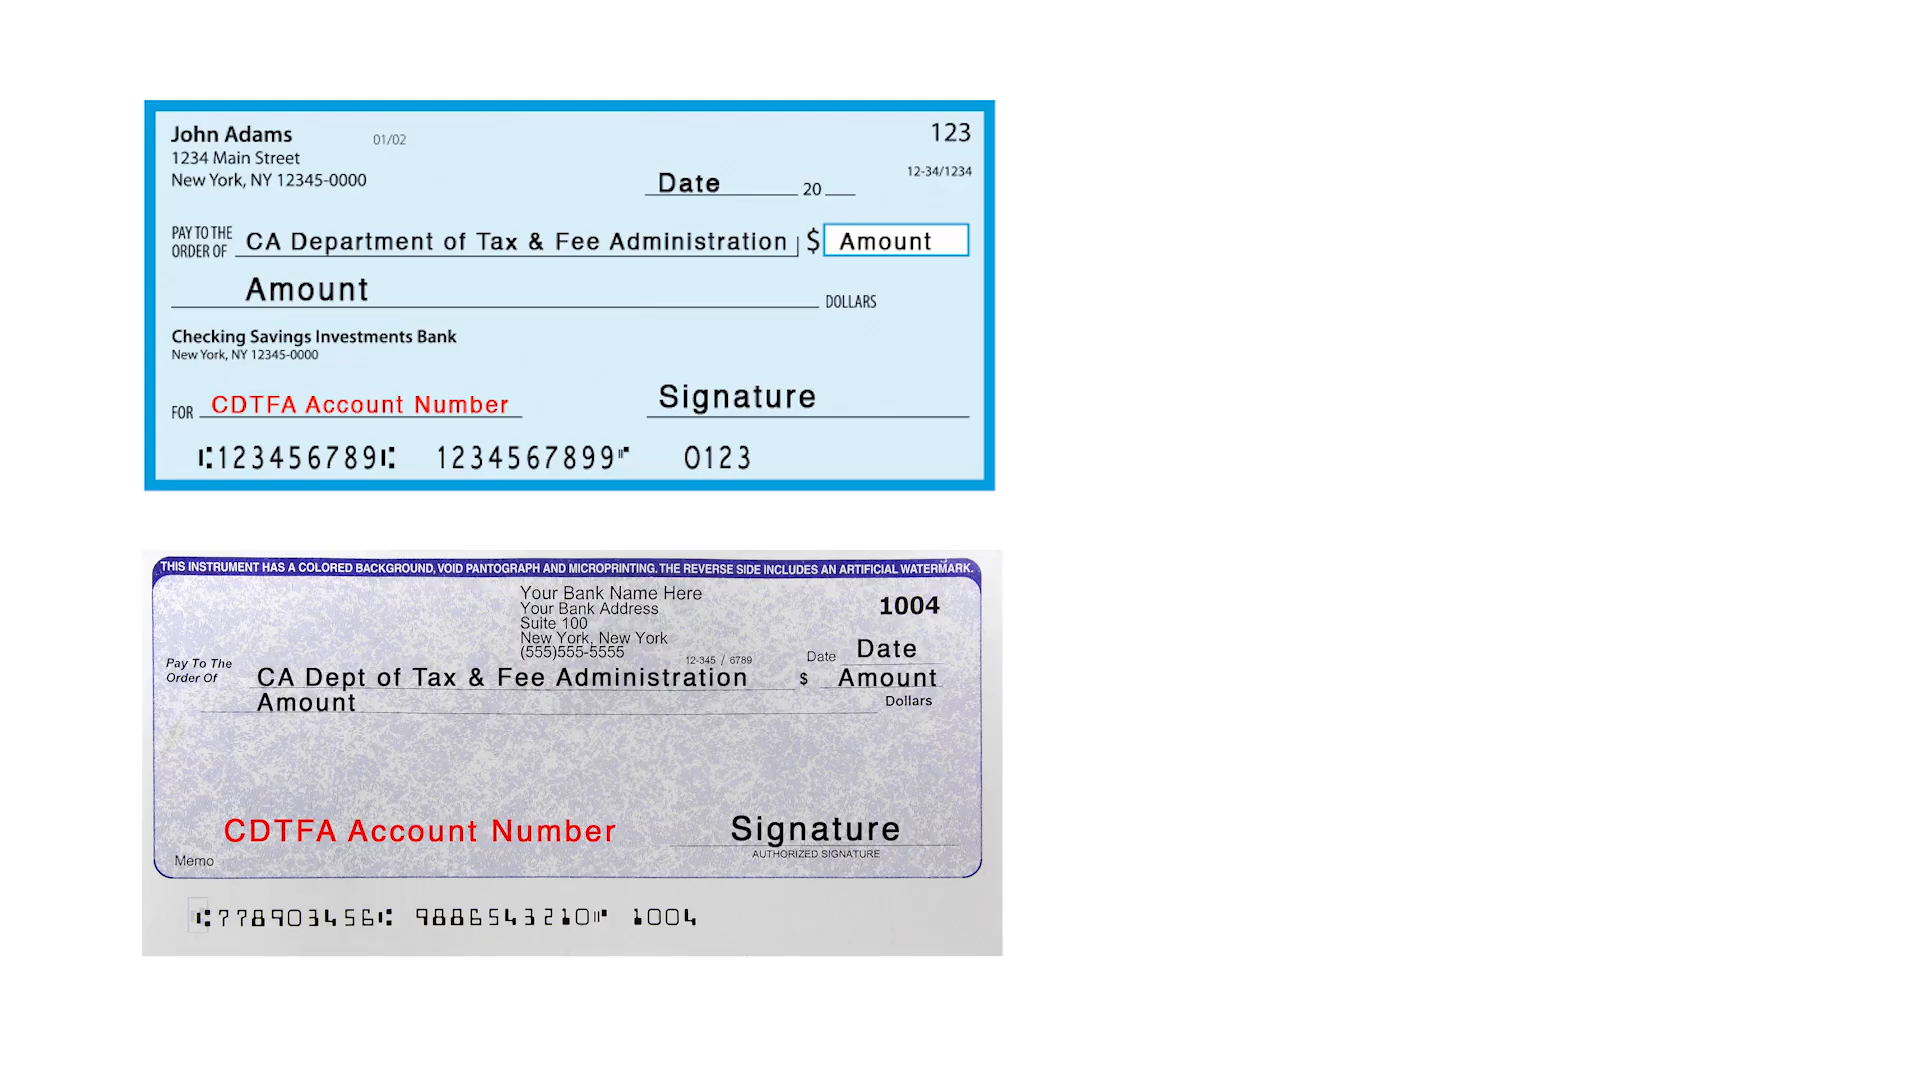 John Adams 01/02 123
1234 Main Street
12-34/1234
New York, NY 12345-0000
Date 20
PAY TO THE
ORDER OF CA Department of Tax & Fee Administration $ Amount
Amount DOLLARS
Checking Savings Investments Bank
New York, NY 12345-0000
FOR CDTFA Account Number Signature
⑆123456789⑆ 1234567899⑈ 0123
THIS INSTRUMENT HAS A COLORED BACKGROUND, VOID PANTOGRAPH AND MICROPRINTING. THE REVERSE SIDE INCLUDES AN ARTIFICIAL WATERMARK.
Your Bank Name Here
Your Bank Address 1004
Suite 100
New York, New York
(555)555-5555 12-345 / 6789 Date Date
Pay To The
Order Of CA Dept of Tax & Fee Administration $ Amount
Amount Dollars
CDTFA Account Number Signature
AUTHORIZED SIGNATURE
Memo
⑆778903456⑆ 9886543210⑈ 1004